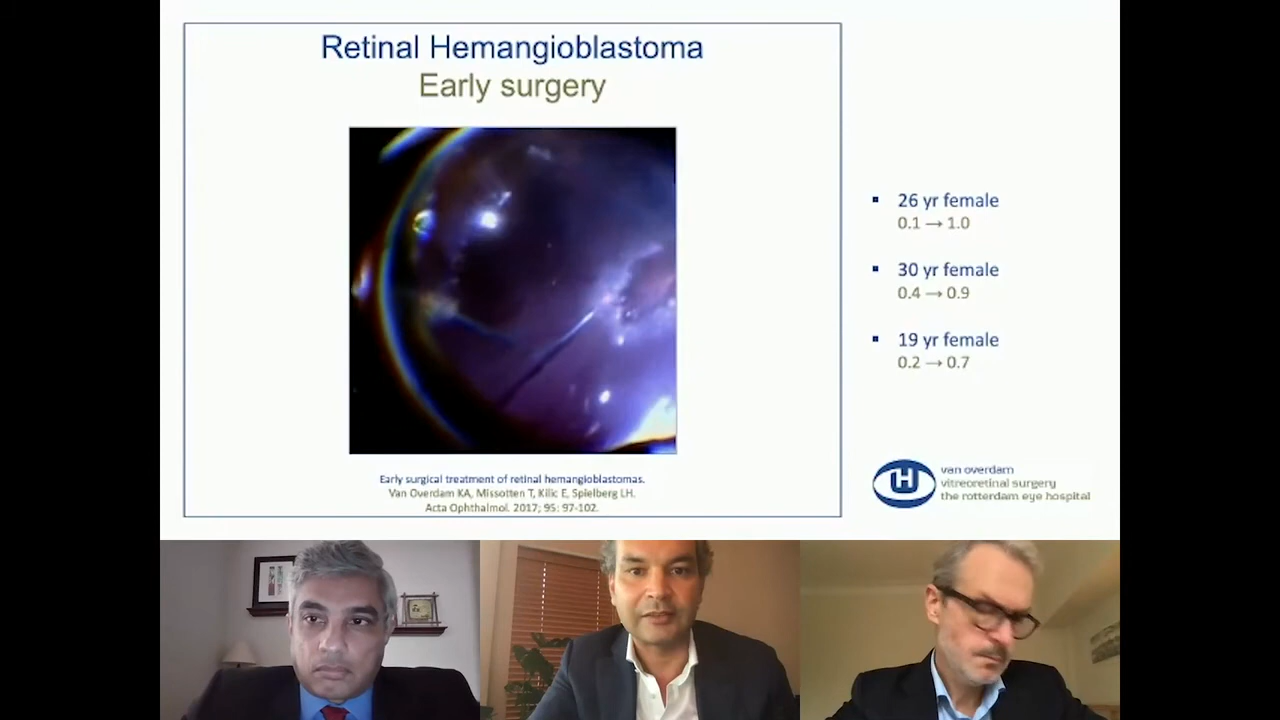 Retinal Hemangioblastoma
Early surgery
Early surgical treatment of retinal hemangioblastomas.
Van Overdam KA, Missotten T, Kilic E, Spielberg LH.
Acta Ophthalmol. 2017; 95: 97-102.
▪ 26 yr female
0.1 → 1.0
▪ 30 yr female
0.4 → 0.9
▪ 19 yr female
0.2 → 0.7
H
van overdam
vitreoretinal surgery
the rotterdam eye hospital